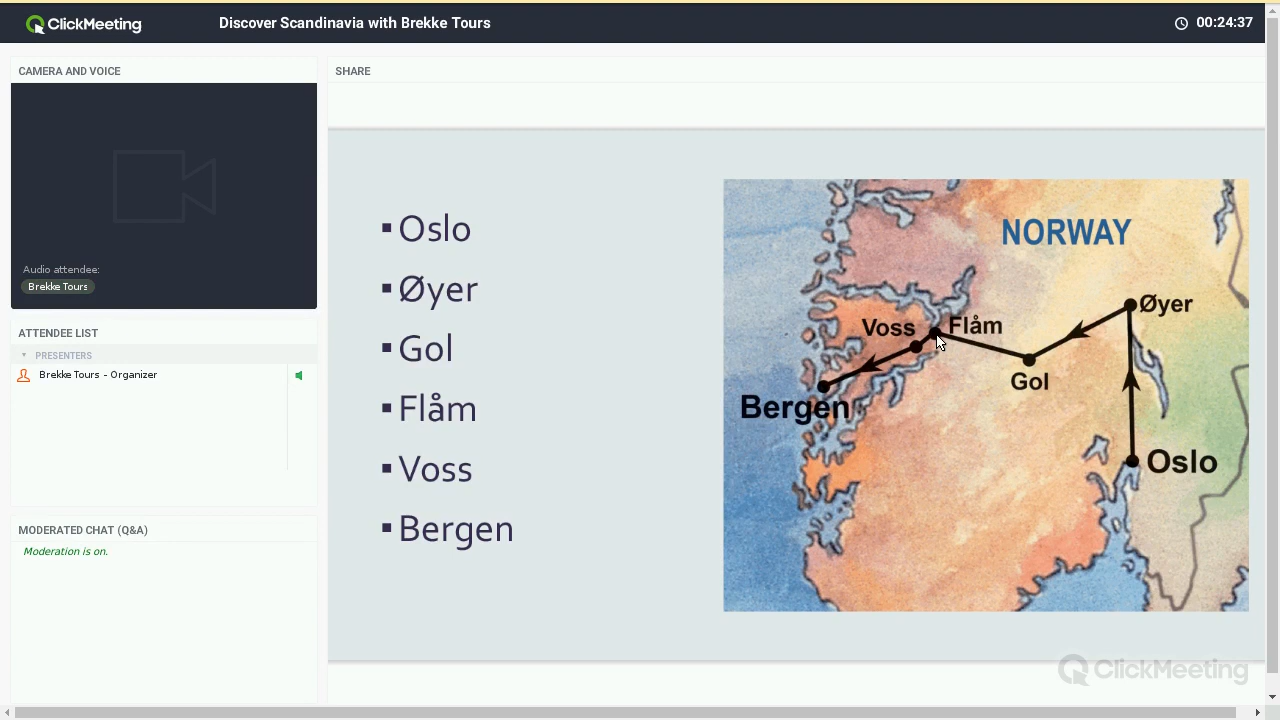 ClickMeeting
Discover Scandinavia with Brekke Tours
00:24:37
CAMERA AND VOICE
Audio attendee:
Brekke Tours
ATTENDEE LIST
PRESENTERS
Brekke Tours - Organizer
MODERATED CHAT (Q&A)
Moderation is on.
SHARE
▪ Oslo
▪ Øyer
▪ Gol
▪ Flåm
▪ Voss
▪ Bergen
NORWAY
Øyer
Voss
Flåm
Gol
Bergen
Oslo
ClickMeeting